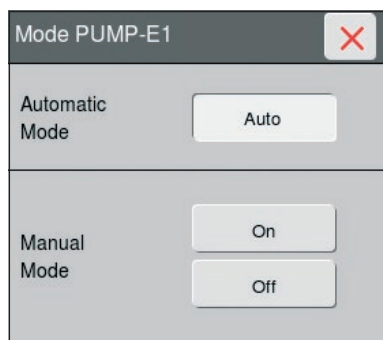 Mode PUMP-E1
Automatic
Mode
Auto
Manual
Mode
On
Off